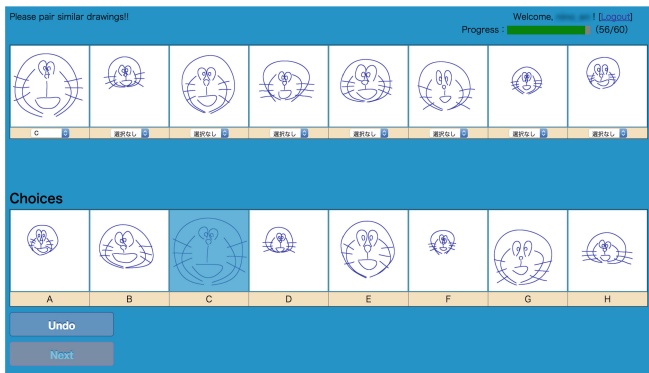 Please pair similar drawings!!
Welcome, ! [Logout]
Progress : (56/60)
C 選択なし 選択なし 選択なし 選択なし 選択なし 選択なし 選択なし
Choices
A B C D E F G H
Undo
Next